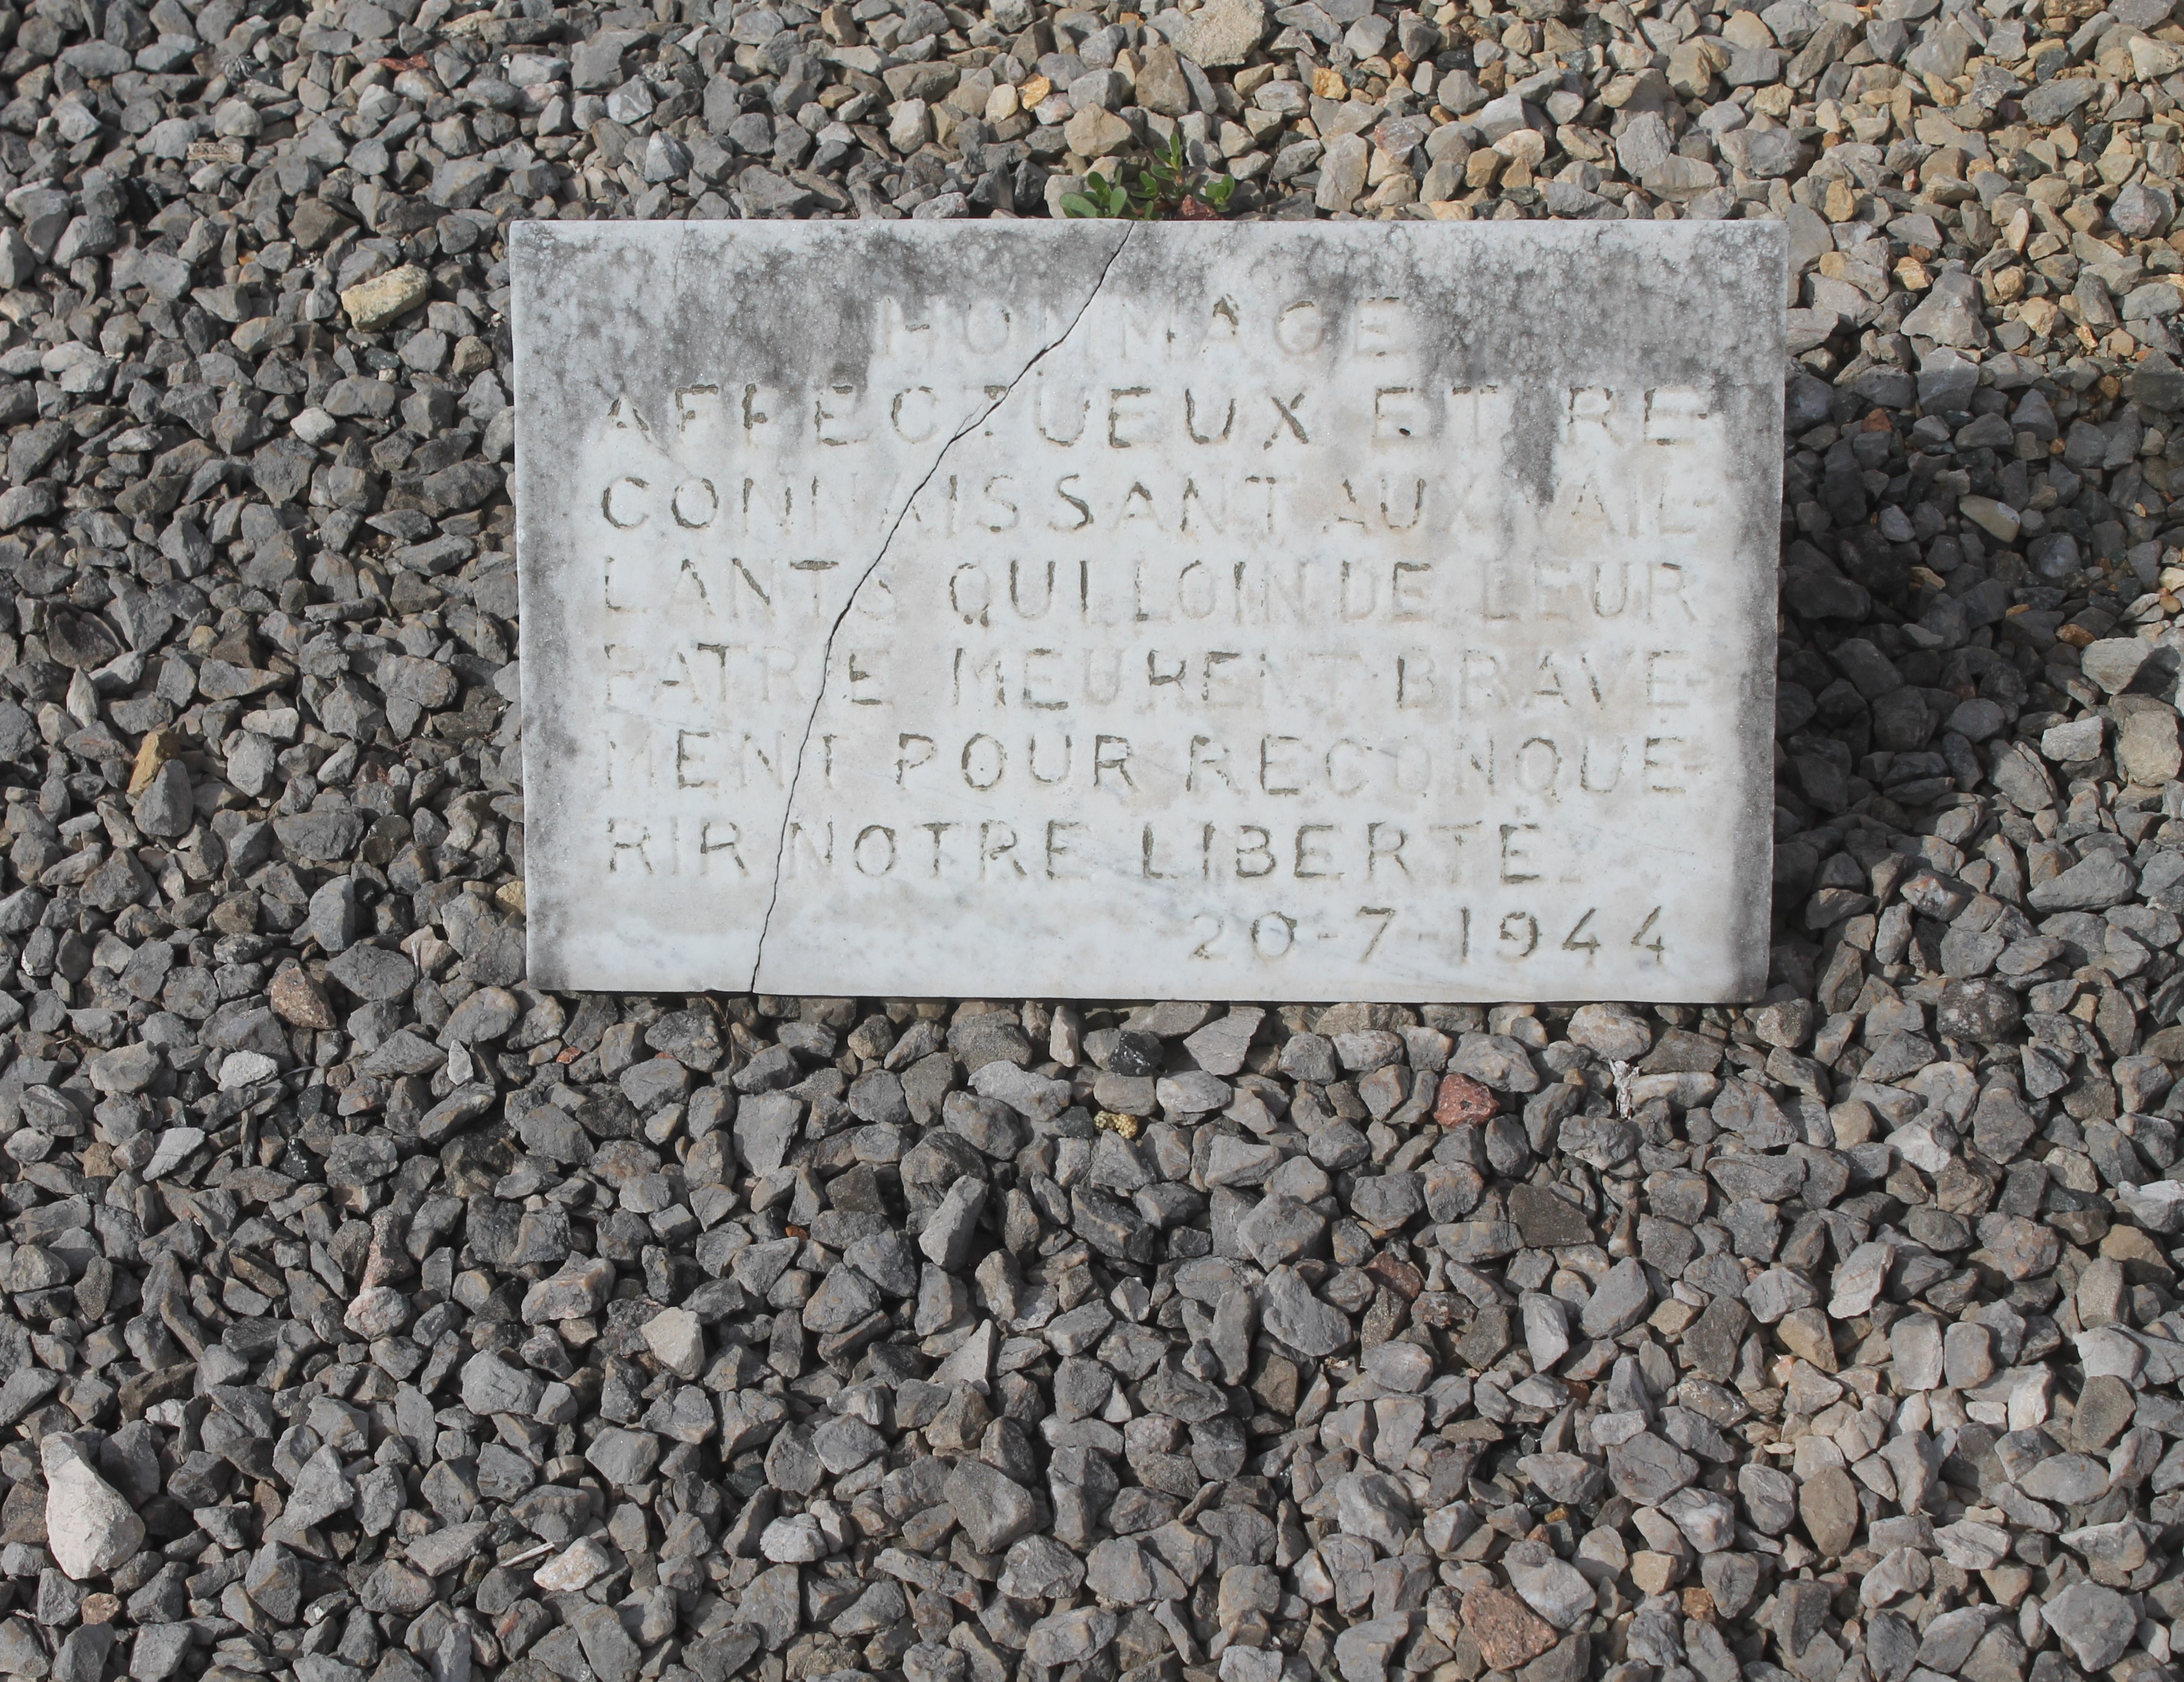 HOMMAGE
AFFECTUEUX ET RE-
CONNAISSANT AUX VAIL-
LANTS QUI LOIN DE LEUR
PATRIE MEURENT BRAVE-
MENT POUR RECONQUE-
RIR NOTRE LIBERTÉ
20-7-1944